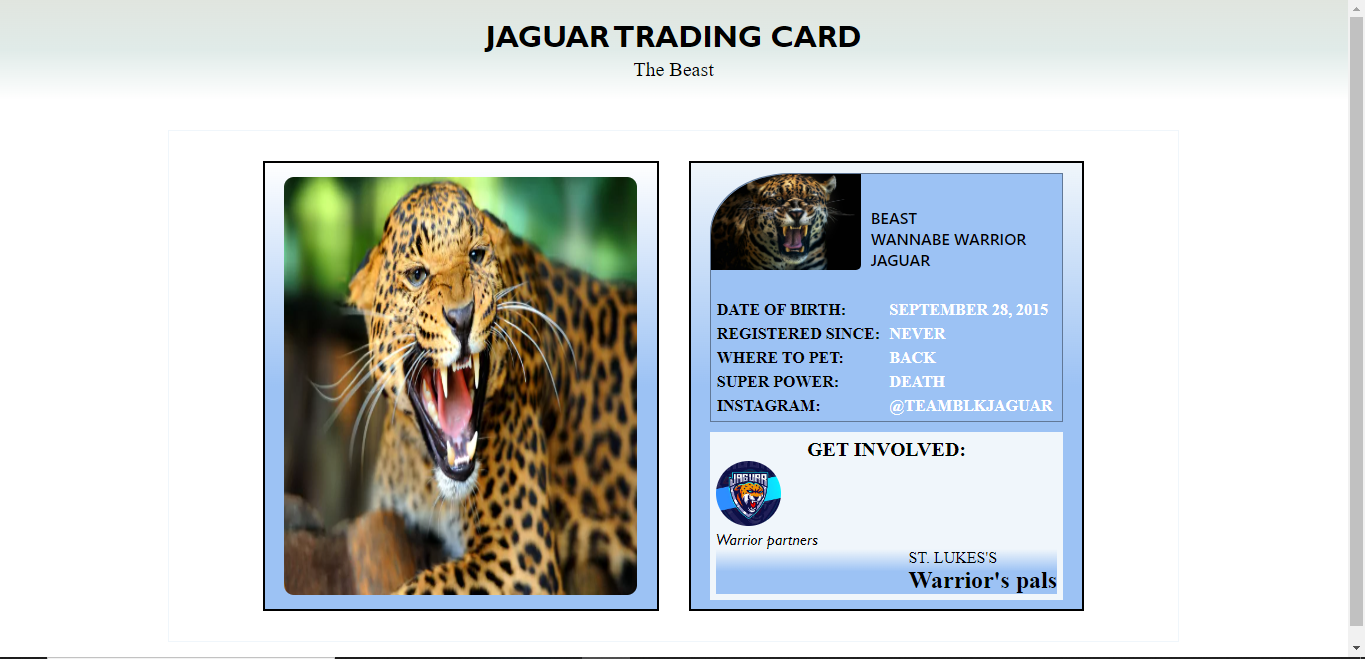 JAGUAR TRADING CARD
The Beast
BEAST
WANNABE WARRIOR
JAGUAR
DATE OF BIRTH: SEPTEMBER 28, 2015
REGISTERED SINCE: NEVER
WHERE TO PET: BACK
SUPER POWER: DEATH
INSTAGRAM: @TEAMBLKJAGUAR
GET INVOLVED:
JAGUAR
Warrior partners
ST. LUKES'S
Warrior's pals